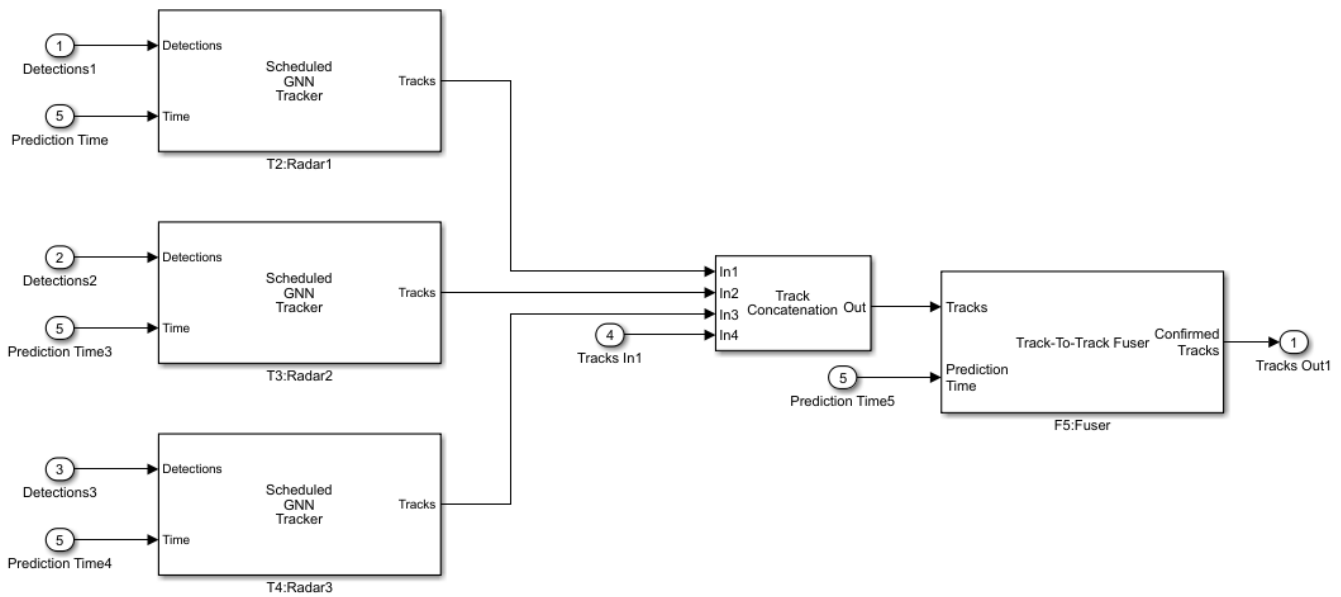 1
Detections1
5
Prediction Time
Detections
Time
Scheduled
GNN
Tracker
Tracks
T2:Radar1
2
Detections2
5
Prediction Time3
Detections
Time
Scheduled
GNN
Tracker
Tracks
T3:Radar2
3
Detections3
5
Prediction Time4
Detections
Time
Scheduled
GNN
Tracker
Tracks
T4:Radar3
4
Tracks In1
In1
In2
In3
In4
Track
Concatenation
Out
5
Prediction Time5
Tracks
Prediction
Time
Track-To-Track Fuser
Confirmed
Tracks
F5:Fuser
1
Tracks Out1